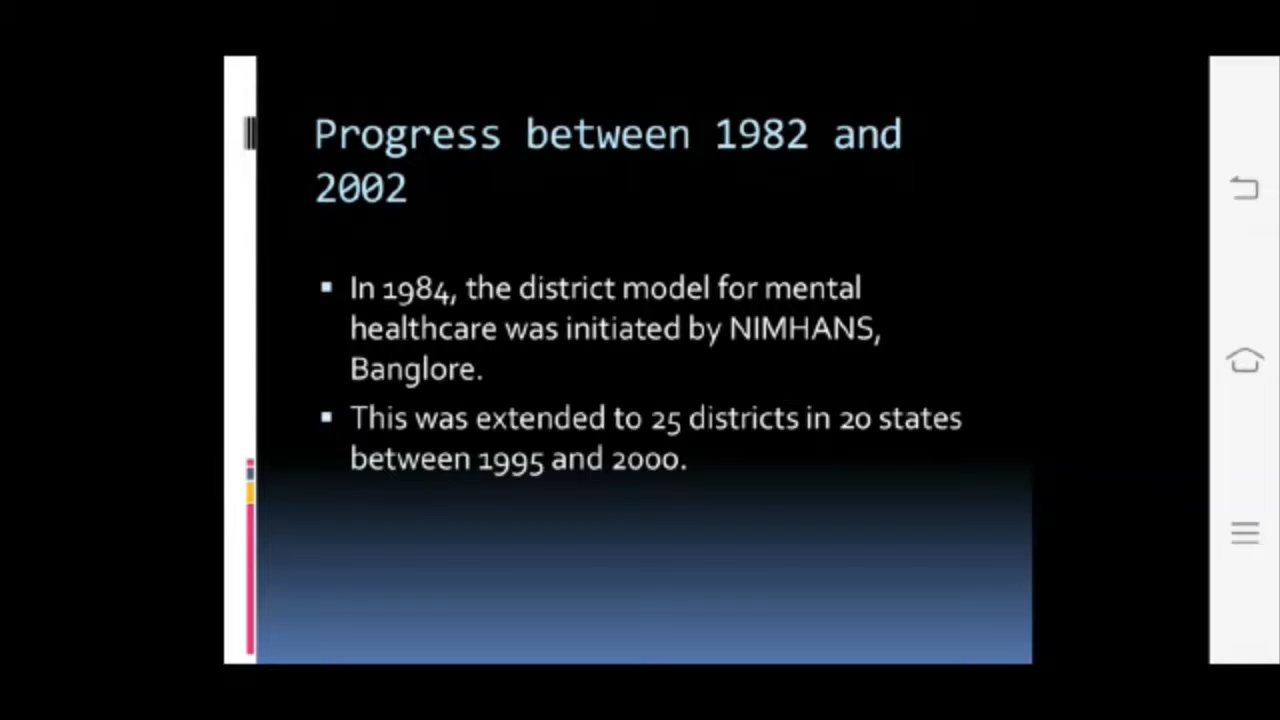 Progress between 1982 and
2002
In 1984, the district model for mental
healthcare was initiated by NIMHANS,
Banglore.
This was extended to 25 districts in 20 states
between 1995 and 2000.